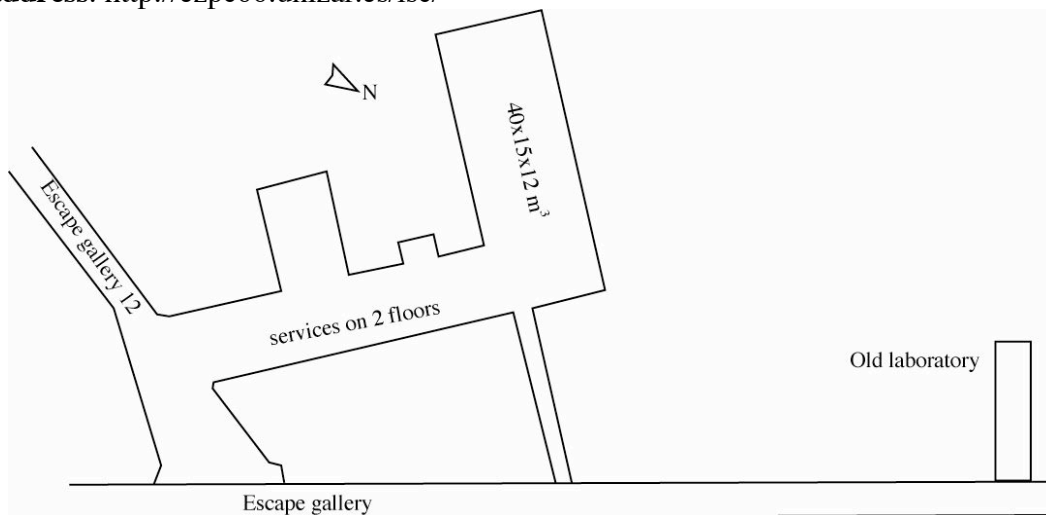 N
40x15x12 m³
Escape gallery 12
services on 2 floors
Old laboratory
Escape gallery